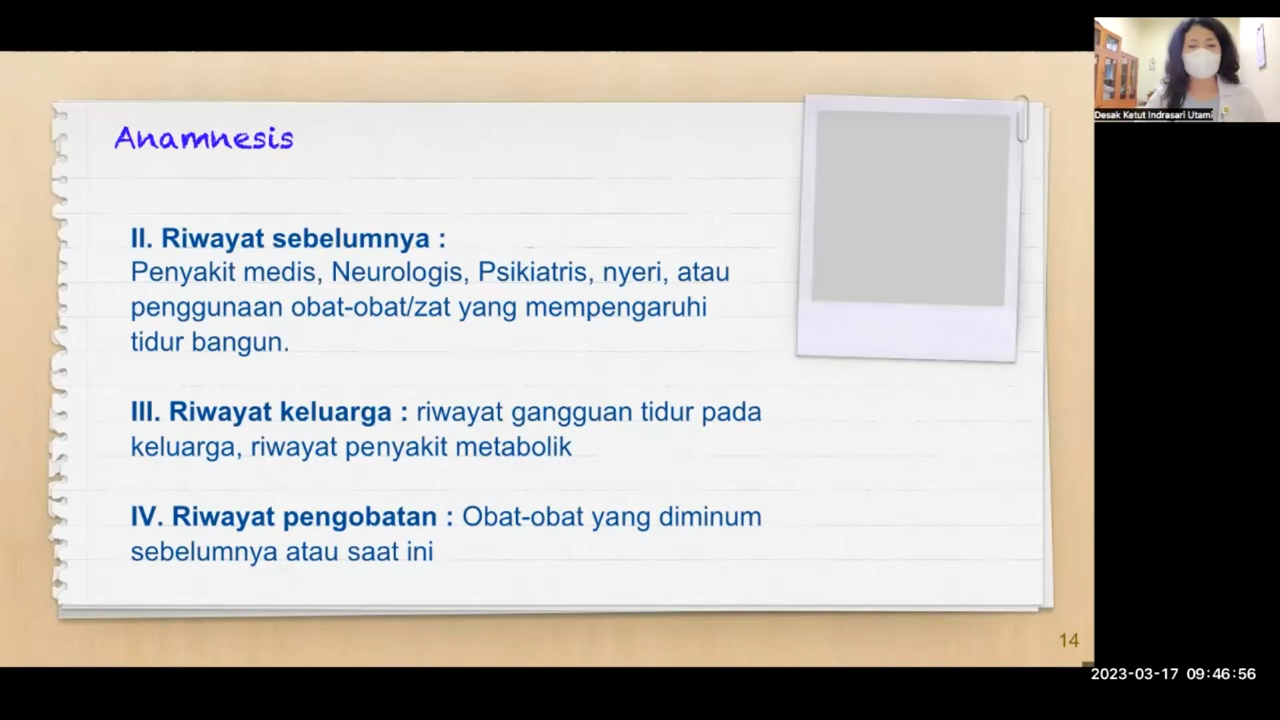 Anamnesis
II. Riwayat sebelumnya :
Penyakit medis, Neurologis, Psikiatris, nyeri, atau
penggunaan obat-obat/zat yang mempengaruhi
tidur bangun.
III. Riwayat keluarga : riwayat gangguan tidur pada
keluarga, riwayat penyakit metabolik
IV. Riwayat pengobatan : Obat-obat yang diminum
sebelumnya atau saat ini
14
Desak Ketut Indrasari Utami
2023-03-17 09:46:56